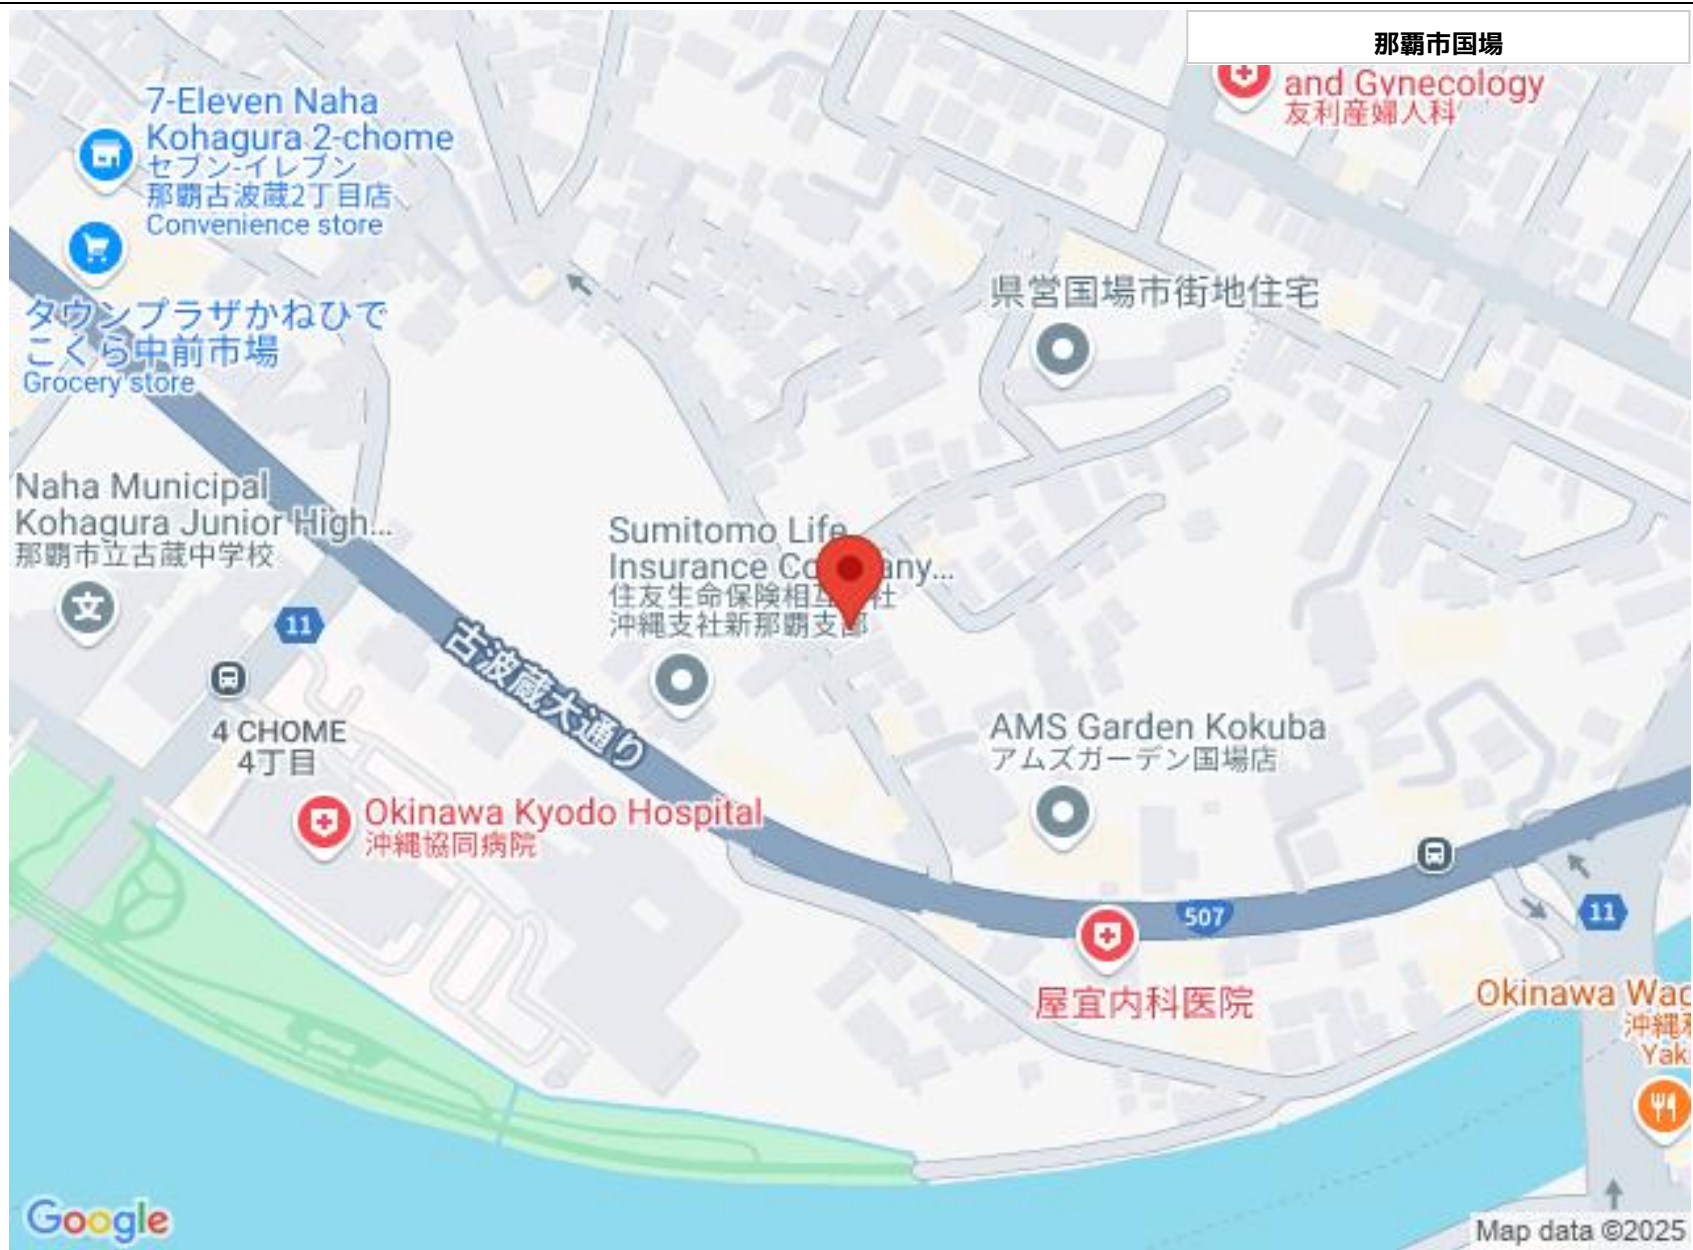 那覇市国場
and Gynecology
友利産婦人科
7-Eleven Naha
Kohagura 2-chome
セブン-イレブン
那覇古波蔵2丁目店
Convenience store
県営国場市街地住宅
タウンプラザかねひで
こくら中前市場
Grocery store
Naha Municipal
Kohagura Junior High...
那覇市立古蔵中学校
文
Sumitomo Life
Insurance Co any...
住友生命保険相互 社
沖縄支社新那覇支部
11
古波蔵大通り
4 CHOME
4丁目
AMS Garden Kokuba
アムズガーデン国場店
Okinawa Kyodo Hospital
沖縄協同病院
507
11
屋宜内科医院
Okinawa Wag
沖縄
Yak
Google
Map data ©2025